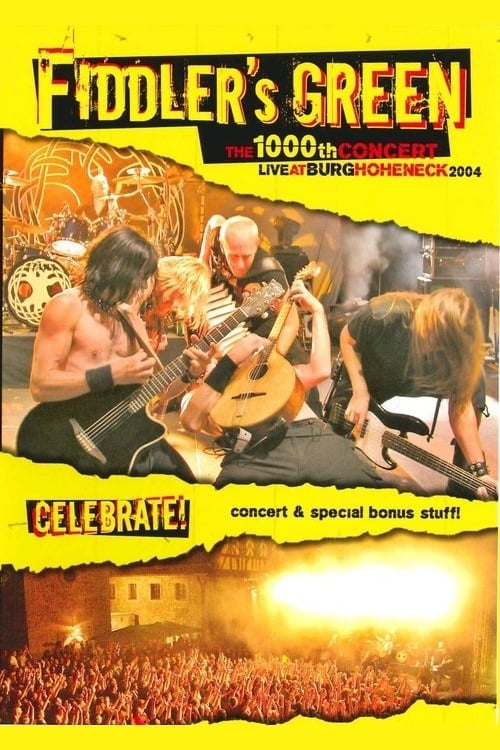 FIDDLER's GREEN
THE 1000th CONCERT
LIVE AT BURG HOHENECK 2004
CELEBRATE!
concert & special bonus stuff!